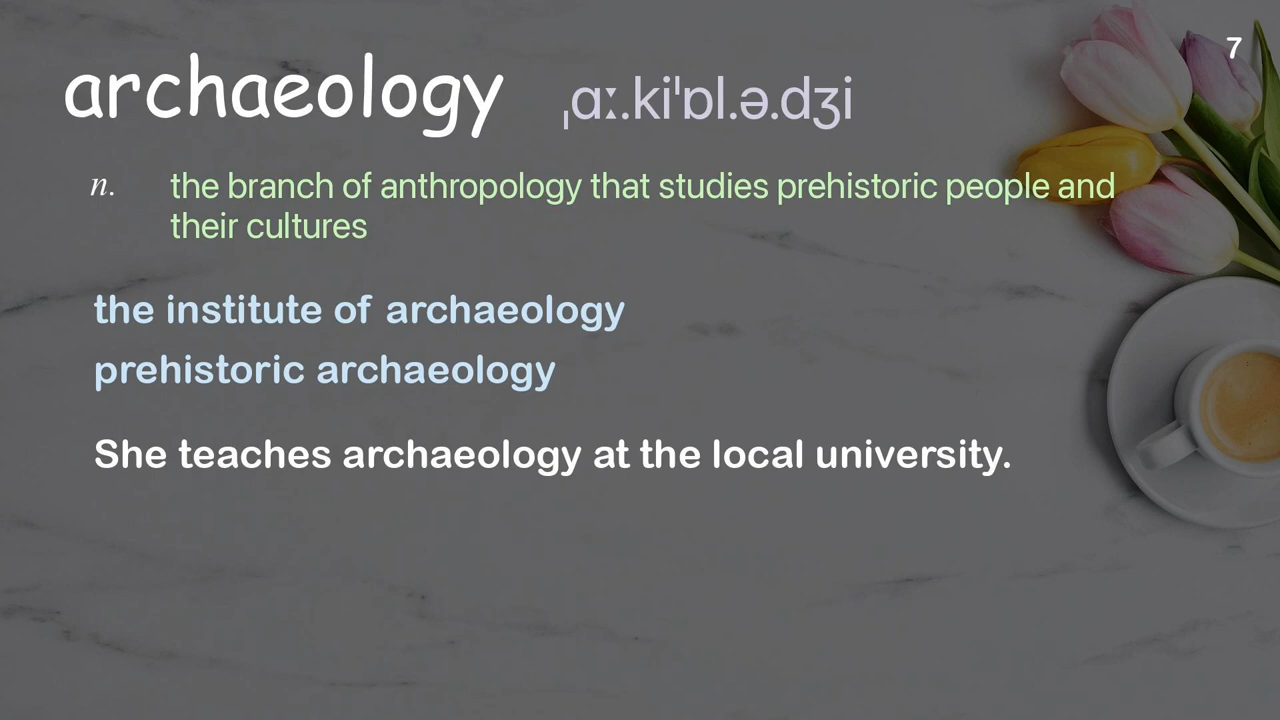 7
archaeology ˌɑː.kiˈɒl.ə.dʒi
n. the branch of anthropology that studies prehistoric people and
their cultures
the institute of archaeology
prehistoric archaeology
She teaches archaeology at the local university.